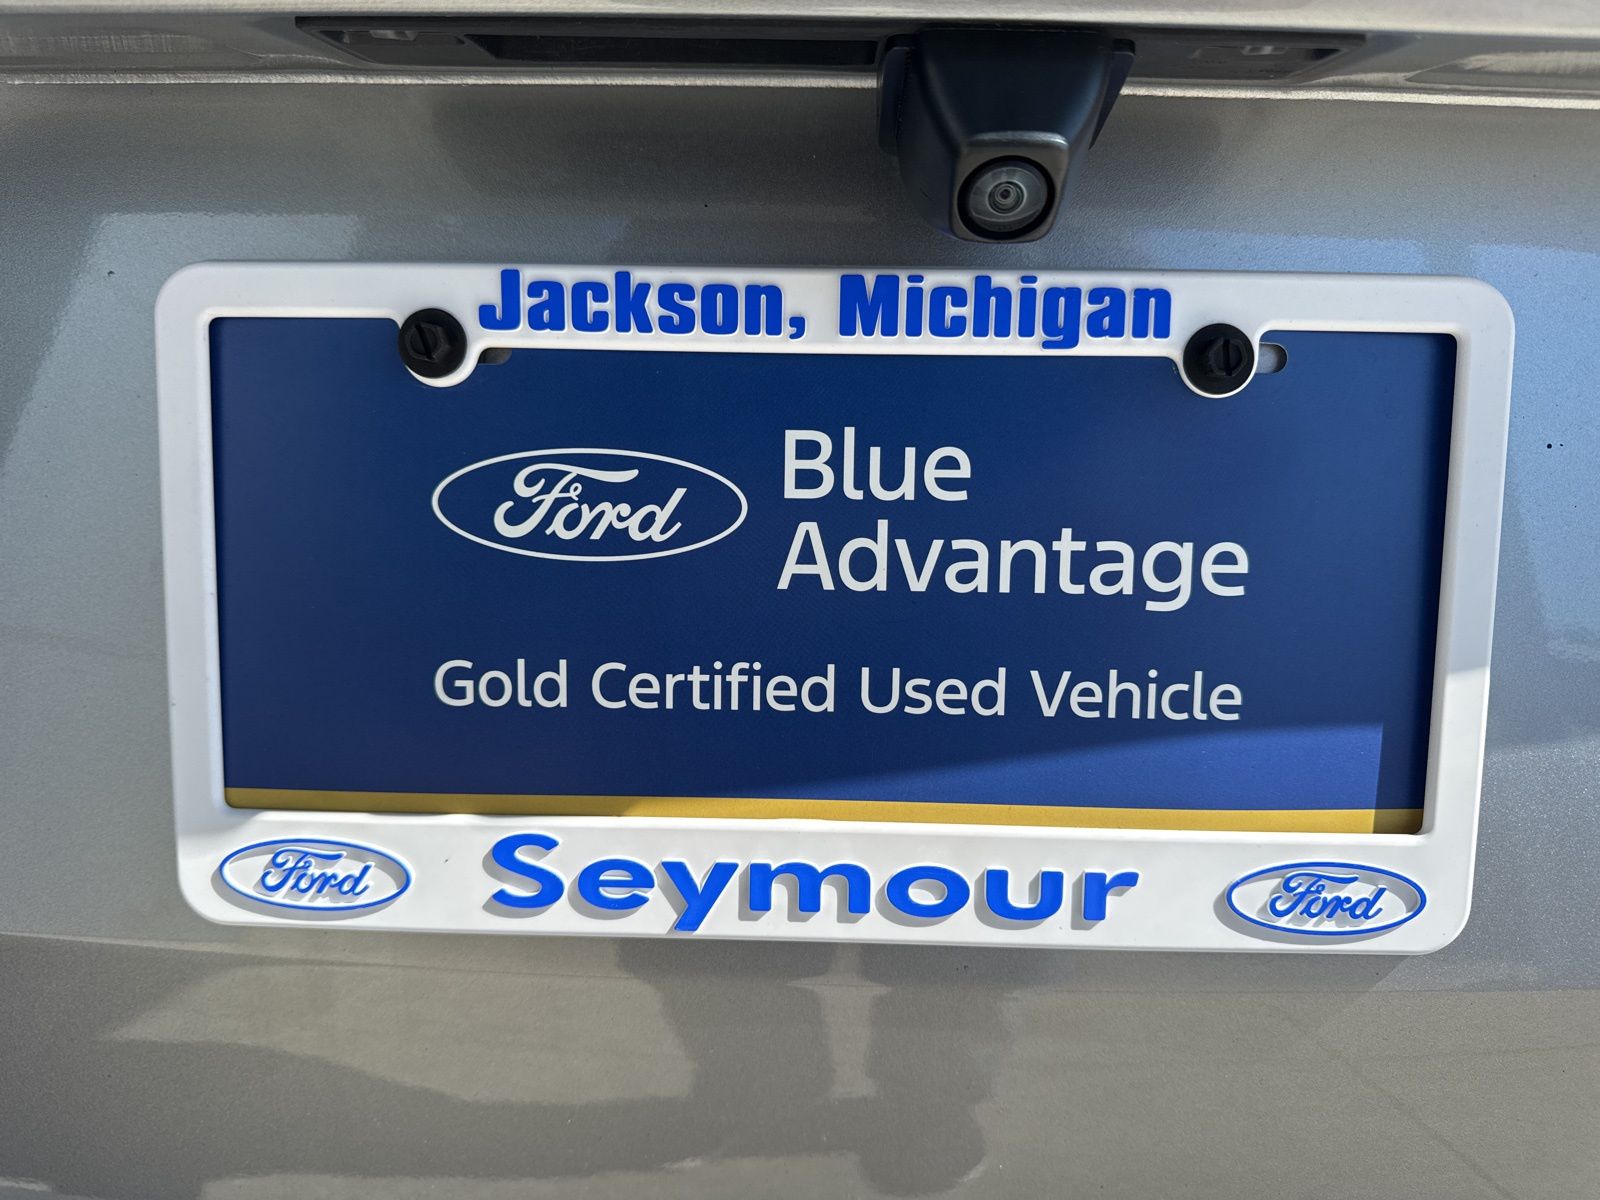 Jackson, Michigan
Ford
Blue
Advantage
Gold Certified Used Vehicle
Ford Seymour Ford